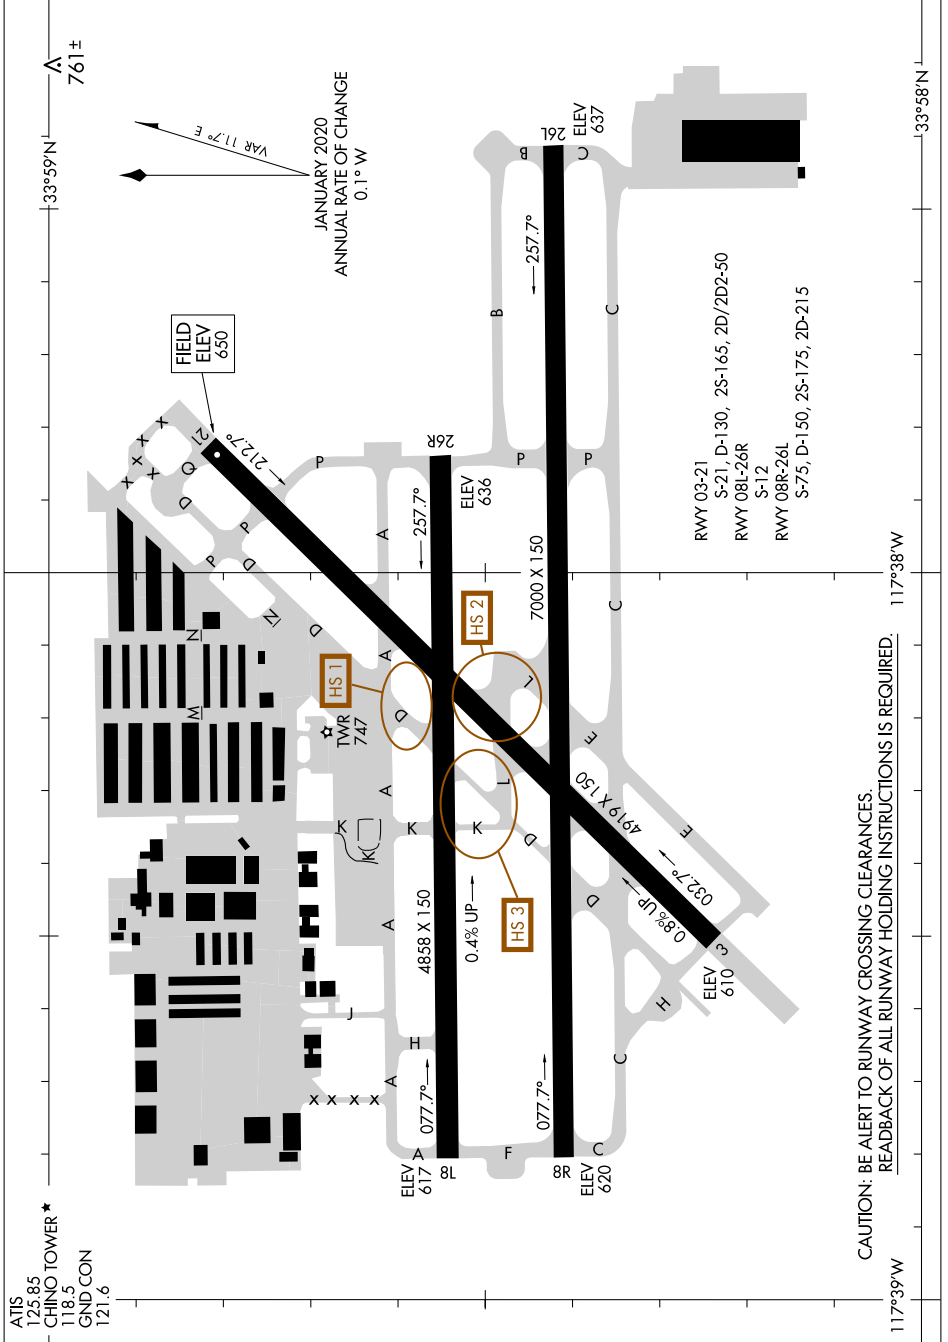 ATIS
125.85
CHINO TOWER★
118.5
GND CON
121.6
33°59'N
761±
VAR 11.7° E
JANUARY 2020
ANNUAL RATE OF CHANGE
0.1° W
33°58'N
FIELD
ELEV
650
21
212.7°
X
X
X
X
X
X
Q
D
P
P
D
P
N
N
D
M
HS 1
TWR
747
D
A
A
A
A
K
K
K
K
J
H
A
X X X X
A
26R
ELEV
636
257.7°
4858 X 150
0.4% UP
077.7°
8L
ELEV
617
HS 2
HS 3
L
L
D
F
26L
ELEV
637
B
C
257.7°
B
C
P
P
7000 X 150
C
E
E
4919 X 150
032.7°
0.8% UP
3
ELEV
610
D
H
C
077.7°
8R
ELEV
620
C
RWY 03-21
S-21, D-130, 2S-165, 2D/2D2-50
RWY 08L-26R
S-12
RWY 08R-26L
S-75, D-150, 2S-175, 2D-215
117°38'W
117°39'W
CAUTION: BE ALERT TO RUNWAY CROSSING CLEARANCES.
READBACK OF ALL RUNWAY HOLDING INSTRUCTIONS IS REQUIRED.